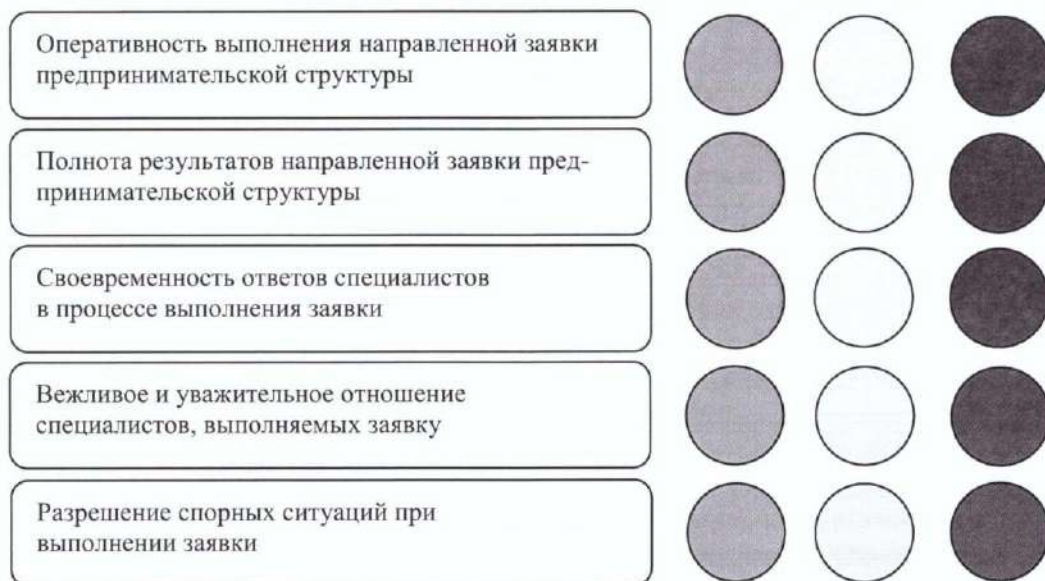 Оперативность выполнения направленной заявки
предпринимательской структуры
Полнота результатов направленной заявки пред-
принимательской структуры
Своевременность ответов специалистов
в процессе выполнения заявки
Вежливое и уважительное отношение
специалистов, выполняемых заявку
Разрешение спорных ситуаций при
выполнении заявки